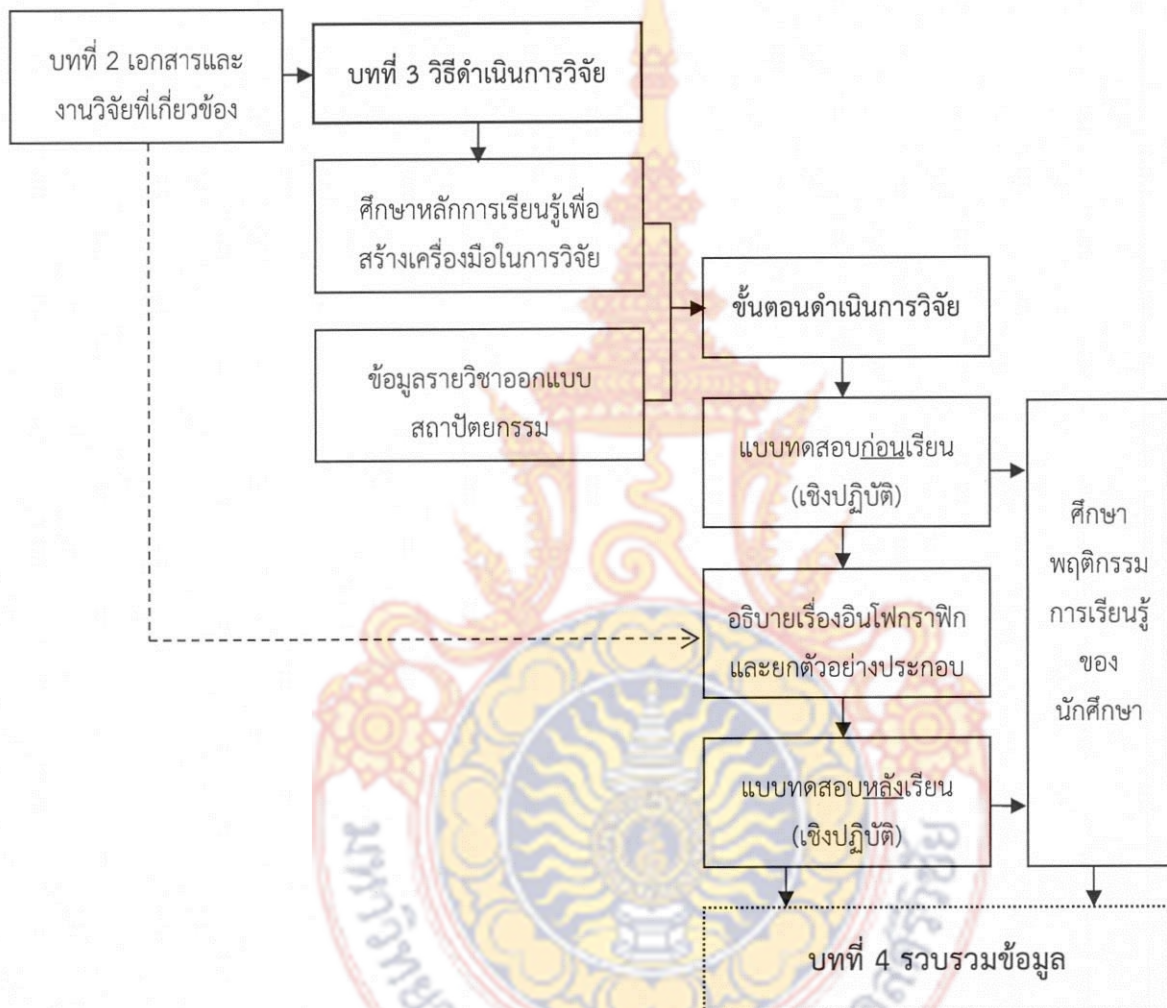 บทที่ 2 เอกสารและ
งานวิจัยที่เกี่ยวข้อง
บทที่ 3 วิธีดำเนินการวิจัย
ศึกษาหลักการเรียนรู้เพื่อ
สร้างเครื่องมือในการวิจัย
ข้อมูลรายวิชาออกแบบ
สถาปัตยกรรม
ขั้นตอนดำเนินการวิจัย
แบบทดสอบก่อนเรียน
(เชิงปฏิบัติ)
อธิบายเรื่องอินโฟกราฟิก
และยกตัวอย่างประกอบ
แบบทดสอบหลังเรียน
(เชิงปฏิบัติ)
ศึกษา
พฤติกรรม
การเรียนรู้
ของ
นักศึกษา
บทที่ 4 รวบรวมข้อมูล